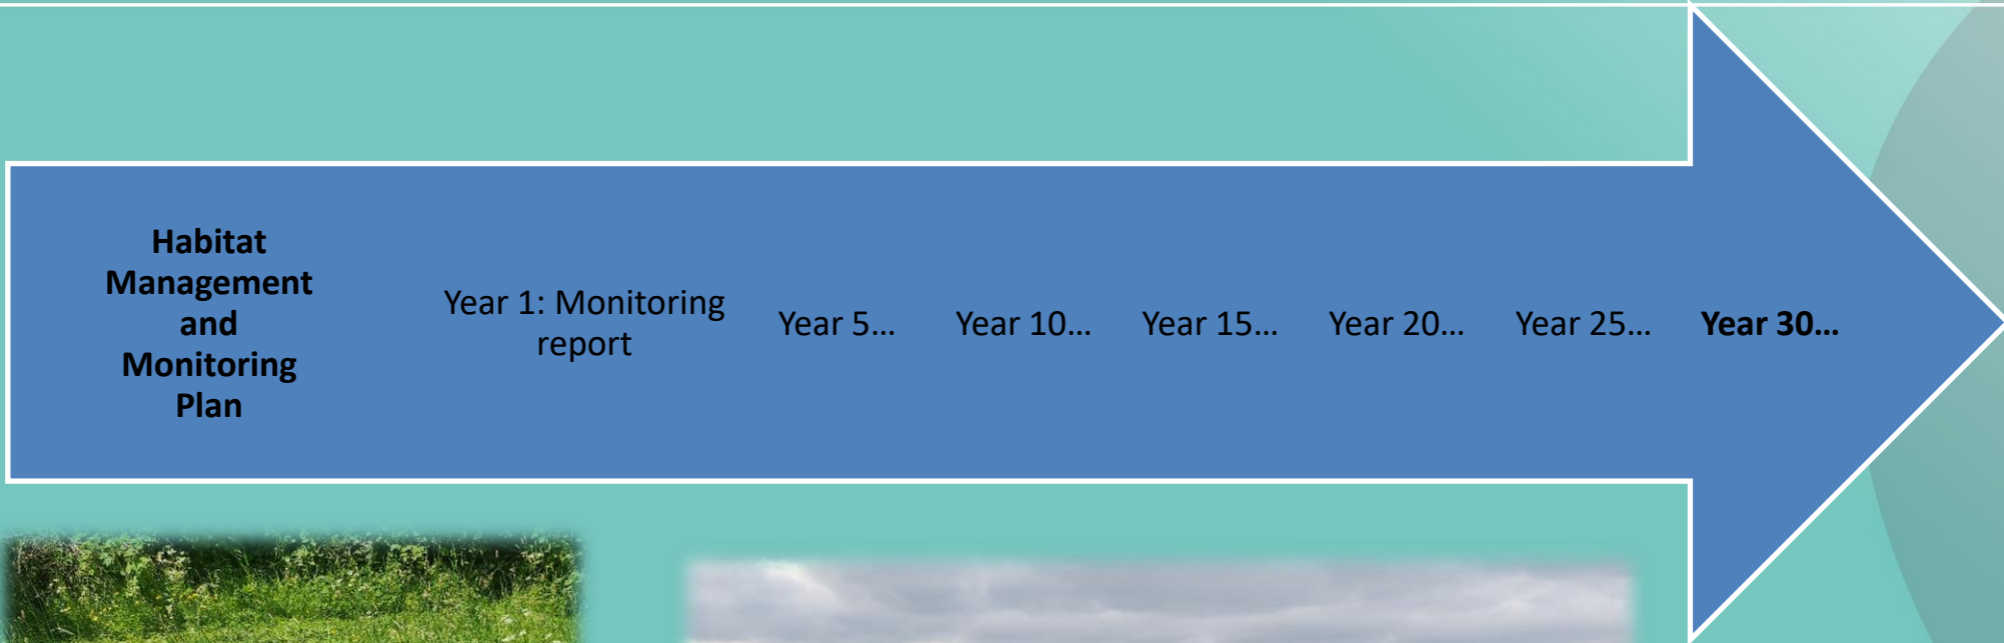 Habitat
Management
and
Monitoring
Plan
Year 1: Monitoring
report
Year 5...
Year 10...
Year 15...
Year 20...
Year 25...
Year 30...